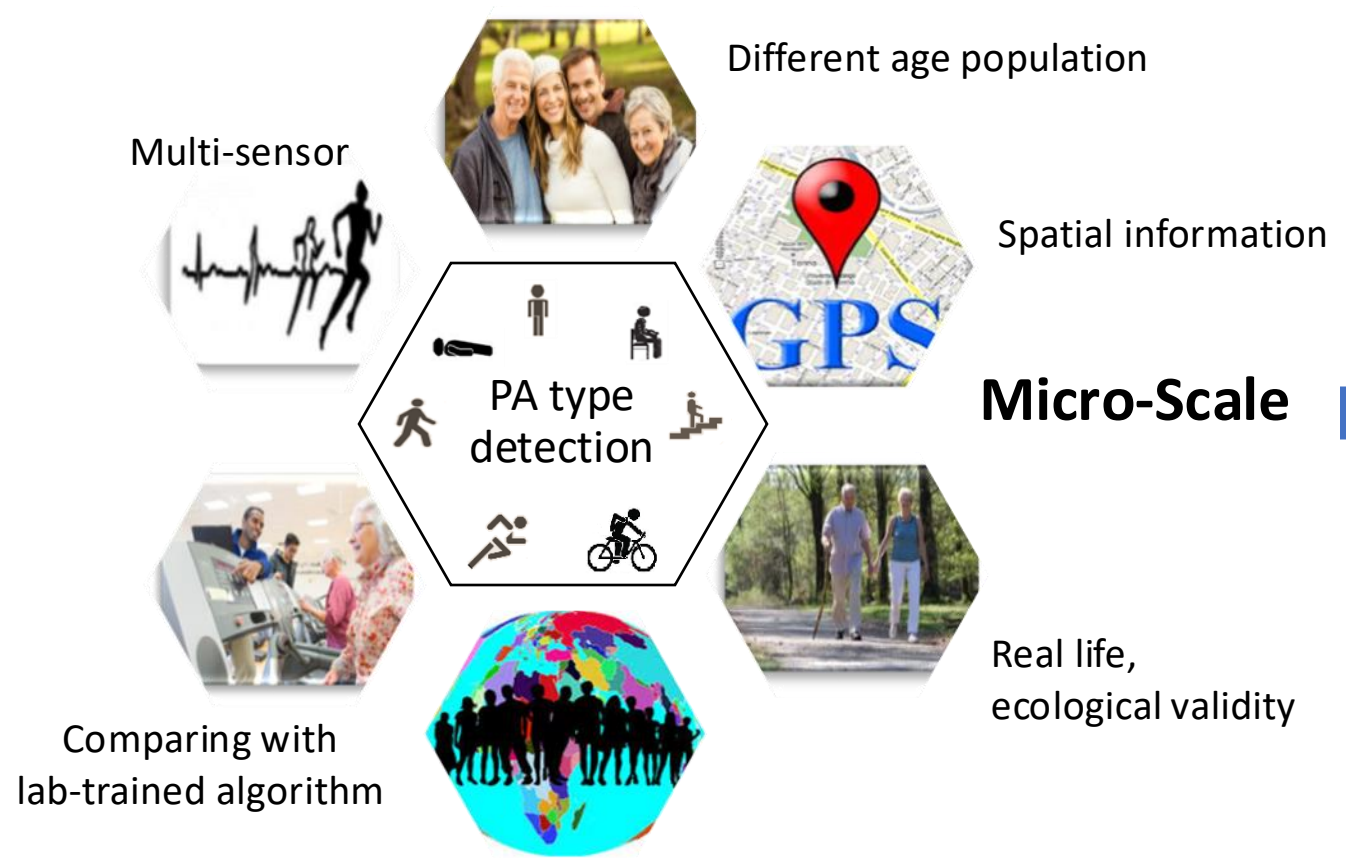 Different age population
Multi-sensor
Spatial information
GPS
PA type
detection
Micro-Scale
Real life,
ecological validity
Comparing with
lab-trained algorithm